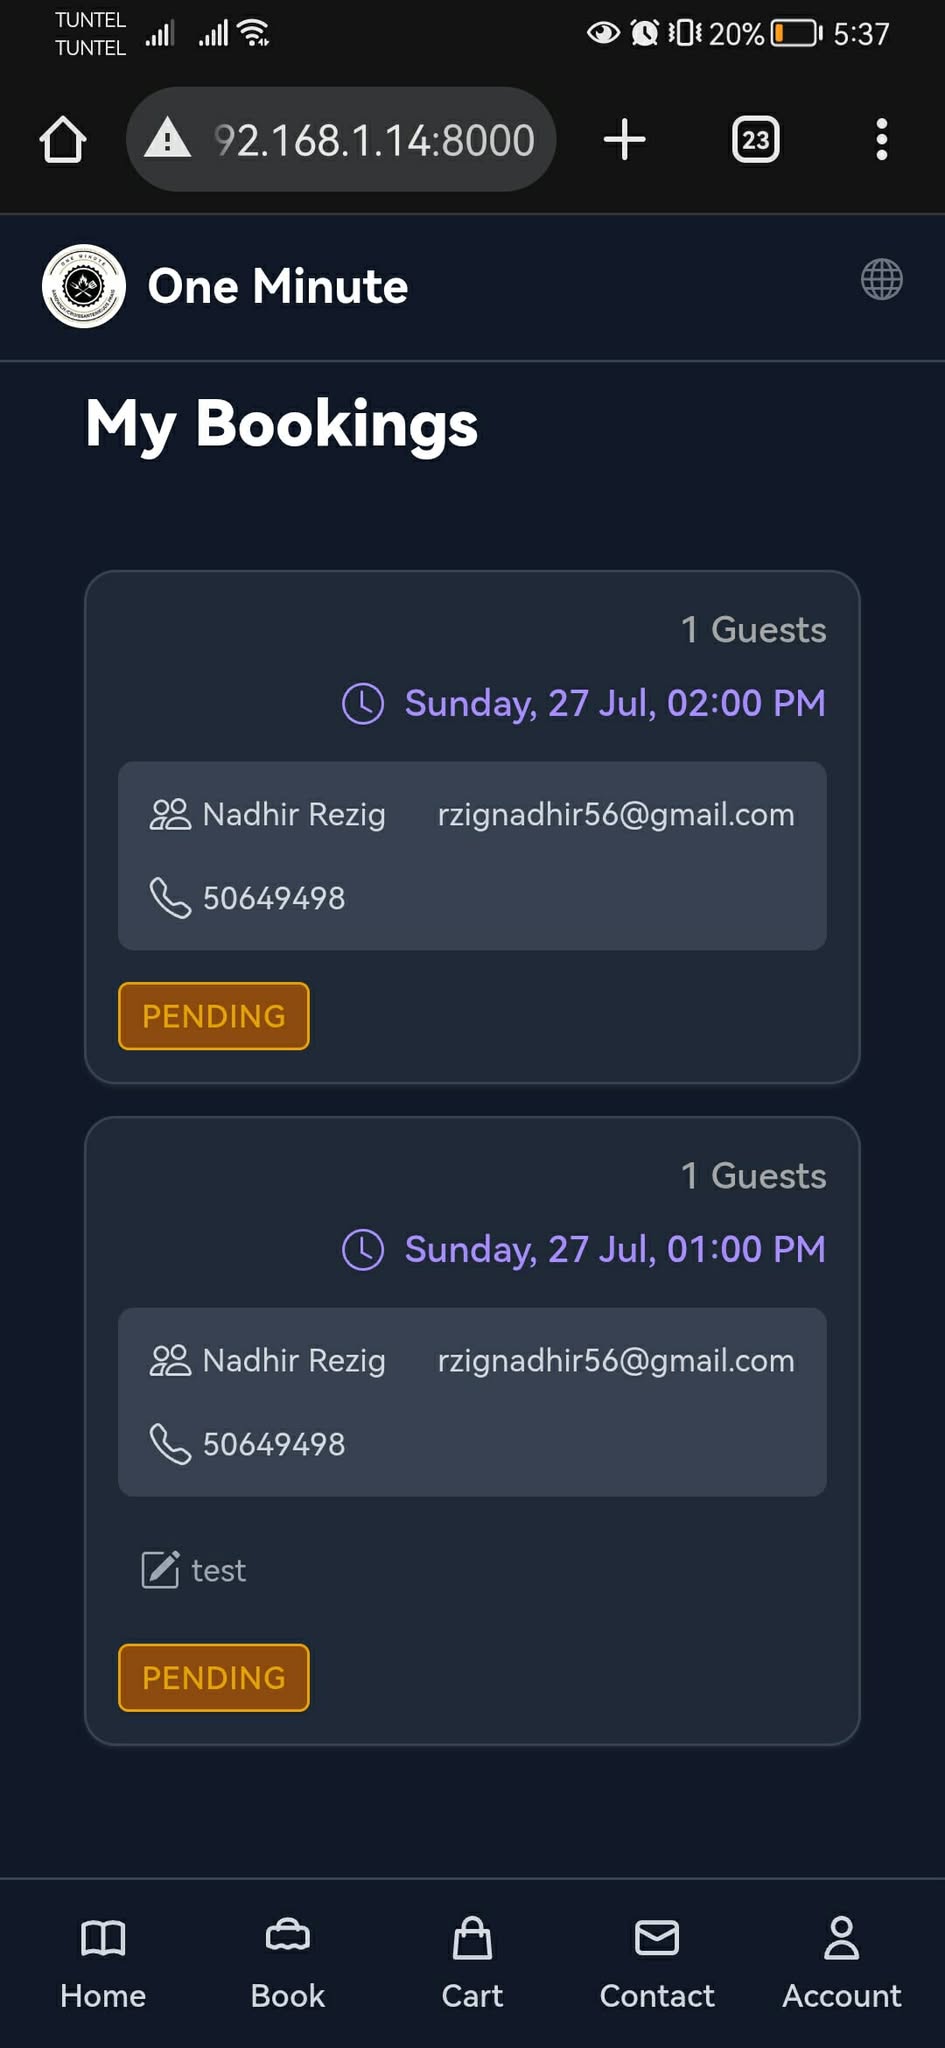 TUNTEL
TUNTEL
20% 5:37
92.168.1.14:8000
23
ONE MINUTE
One Minute
My Bookings
1 Guests
Sunday, 27 Jul, 02:00 PM
Nadhir Rezig rzignadhir56@gmail.com
50649498
PENDING
1 Guests
Sunday, 27 Jul, 01:00 PM
Nadhir Rezig rzignadhir56@gmail.com
50649498
test
PENDING
Home Book Cart Contact Account